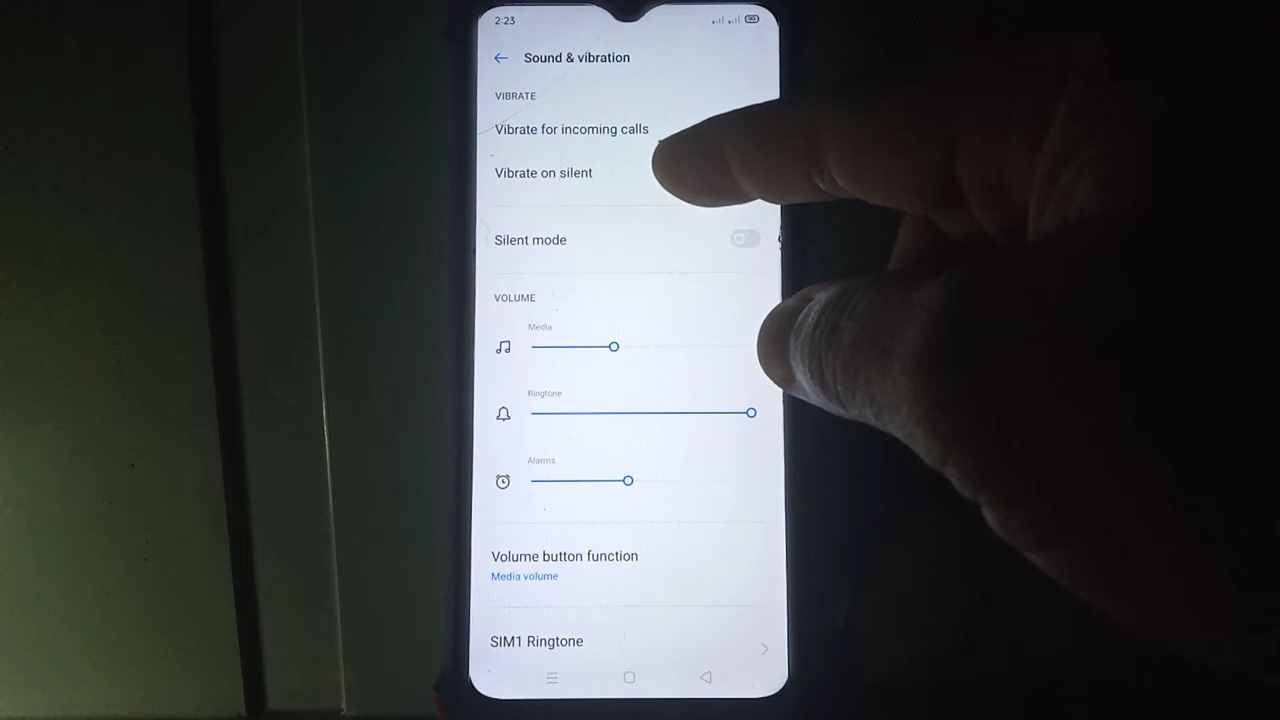 2:23
Sound & vibration
VIBRATE
Vibrate for incoming calls
Vibrate on silent
Silent mode
VOLUME
Media
Ringtone
Alarms
Volume button function
Media volume
SIM1 Ringtone